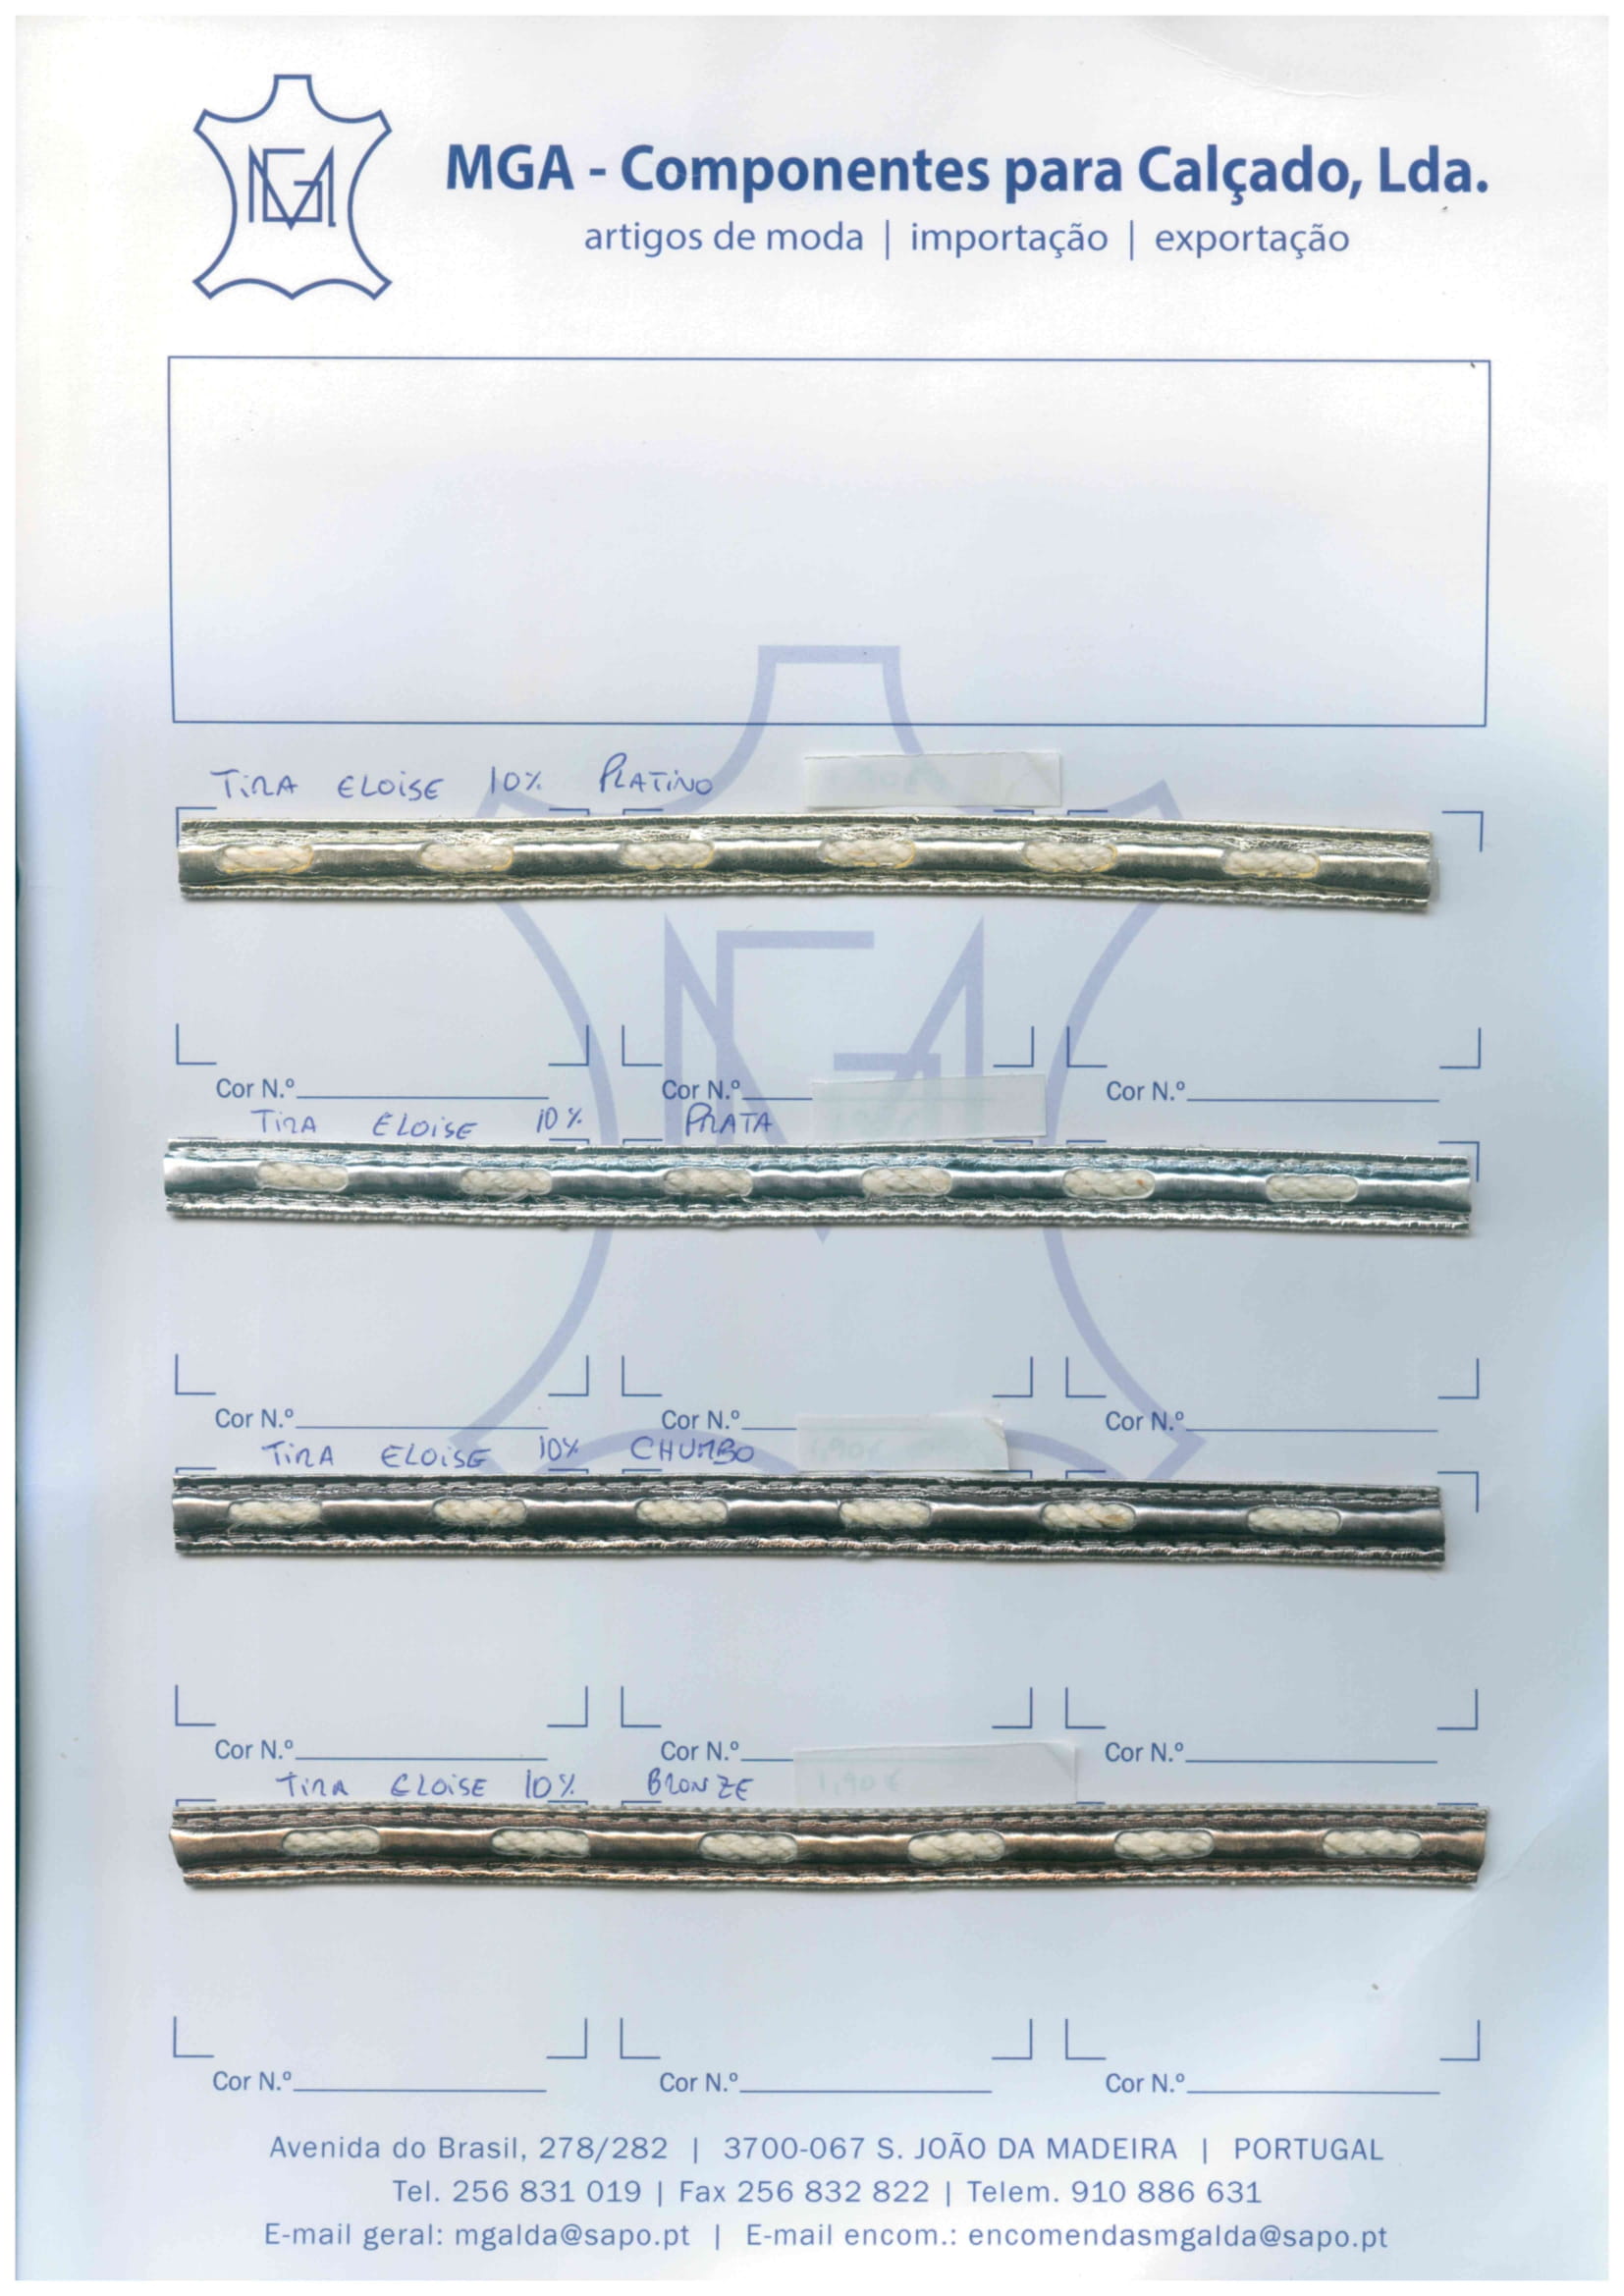 MGA - Componentes para Calçado, Lda.
artigos de moda | importação | exportação
TIRA ELOISE 10% PLATINO
Cor N.º Cor N.º Cor N.º
TIRA ELOISE 10% PRATA
Cor N.º Cor N.º Cor N.º
TIRA ELOISE 10% CHUMBO 1,90€
Cor N.º Cor N.º Cor N.º
TIRA ELOISE 10% BRONZE 1,90 €
Cor N.º Cor N.º Cor N.º
Avenida do Brasil, 278/282 | 3700-067 S. JOÃO DA MADEIRA | PORTUGAL
Tel. 256 831 019 | Fax 256 832 822 | Telem. 910 886 631
E-mail geral: mgalda@sapo.pt | E-mail encom.: encomendasmgalda@sapo.pt